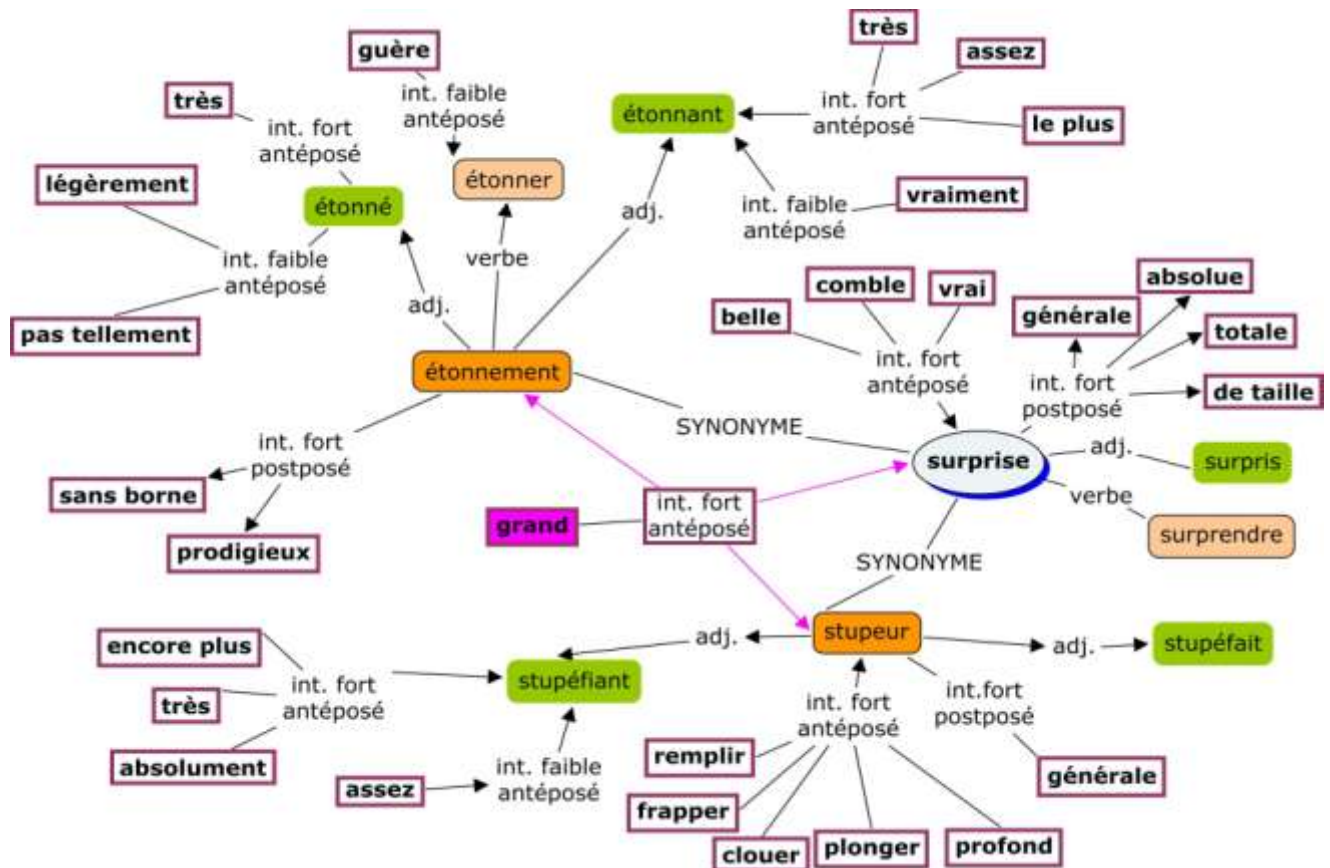 guère
très
assez
très
int. faible
antéposé
étonnant
int. fort
antéposé
le plus
int. fort
antéposé
étonner
légèrement
étonné
adj.
int. faible
antéposé
vraiment
int. faible
antéposé
verbe
adj.
pas tellement
comble
vrai
absolue
belle
générale
totale
int. fort
antéposé
int. fort
postposé
de taille
étonnement
SYNONYME
surprise
adj.
surpris
verbe
surprendre
int. fort
postposé
sans borne
prodigieux
grand
int. fort
antéposé
SYNONYME
encore plus
très
absolument
int. fort
antéposé
adj.
stupeur
adj.
stupéfait
stupéfiant
int. fort
antéposé
int.fort
postposé
assez
int. faible
antéposé
remplir
frapper
clouer
plonger
profond
générale